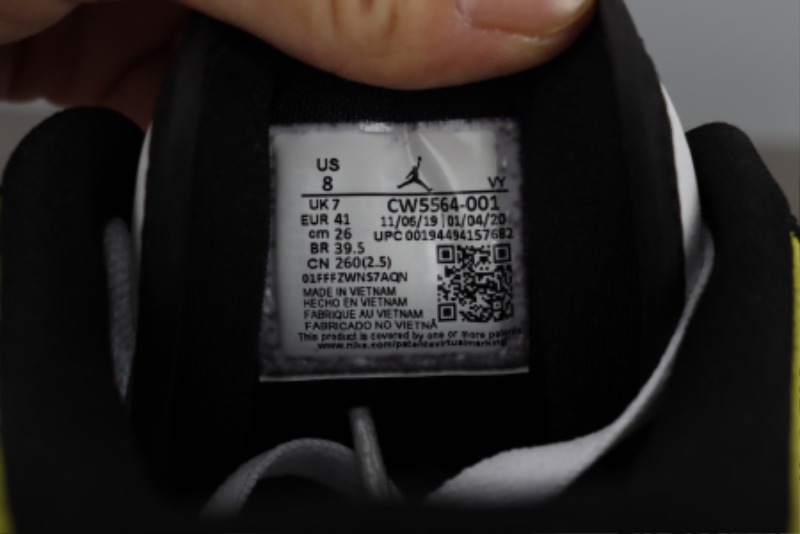 US
8
VY
UK 7
CW5564-001
EUR 41
11/06/19 01/04/20
cm 26
UPC 00194494157682
BR 39.5
CN 260(2.5)
01FFFZWNS7AQN
MADE IN VIETNAM
HECHO EN VIETNAM
FABRIQUE AU VIETNAM
FABRICADO NO VIETNA
This product is covered by one or more patents
www.nike.com/patents